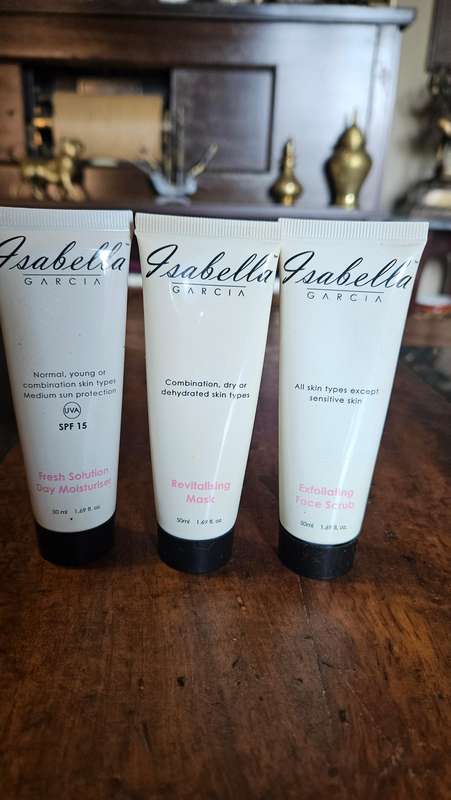 Isabella
GARCIA
Normal, young or
combination skin types
Medium sun protection
UVA
SPF 15
Fresh Solution
Day Moisturiser
50 ml 1.69 fl. oz
Isabella
GARCIA
Combination, dry or
dehydrated skin types
Revitalising
Mask
50ml 1.69 fl. oz
Isabella
GARCIA
All skin types except
sensitive skin
Exfoliating
Face Scrub
50ml 1.69 fl. oz